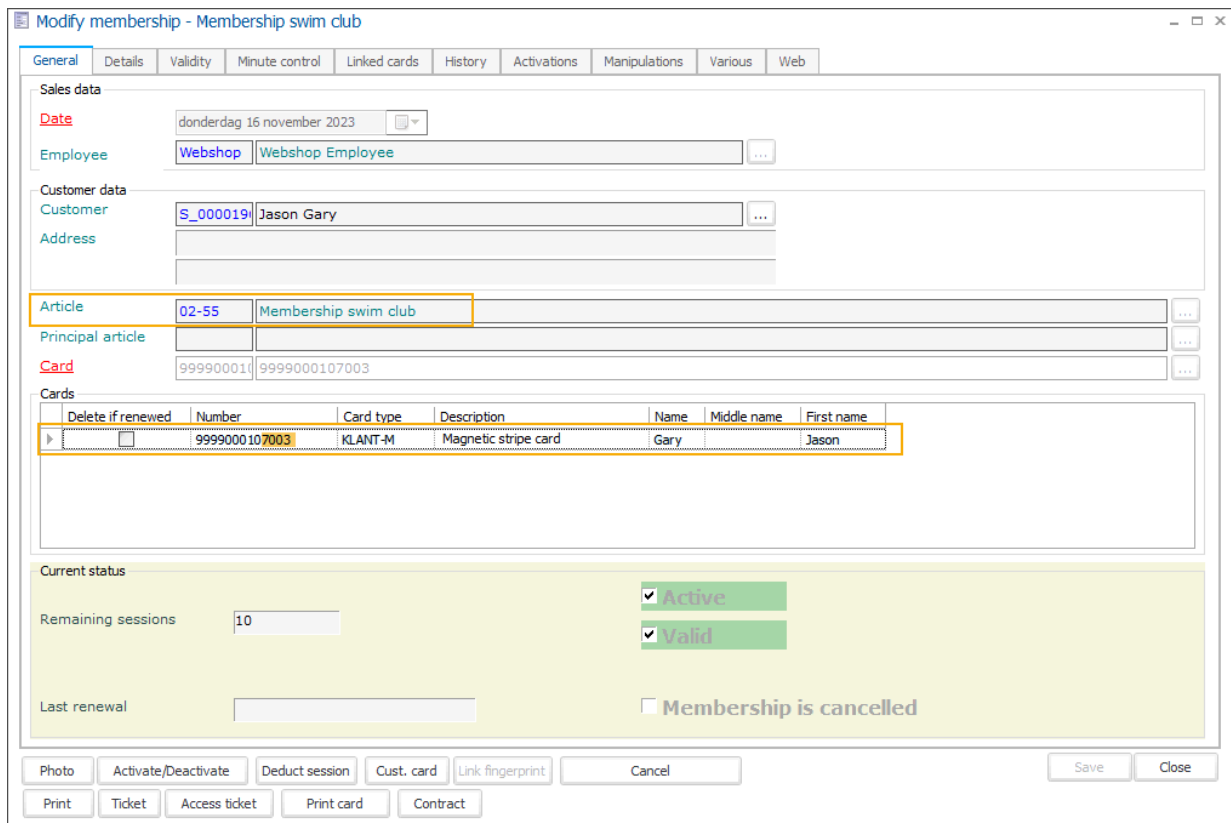 Modify membership - Membership swim club
General Details Validity Minute control Linked cards History Activations Manipulations Various Web
Sales data
Date donderdag 16 november 2023
Employee Webshop Webshop Employee ...
Customer data
Customer S_000019 Jason Gary ...
Address
Article 02-55 Membership swim club ...
Principal article ...
Card 999900010 9999000107003 ...
Cards
Delete if renewed Number Card type Description Name Middle name First name
9999000107003 KLANT-M Magnetic stripe card Gary Jason
Current status
Active
Remaining sessions 10
Valid
Last renewal Membership is cancelled
Photo Activate/Deactivate Deduct session Cust. card Link fingerprint Cancel Save Close
Print Ticket Access ticket Print card Contract